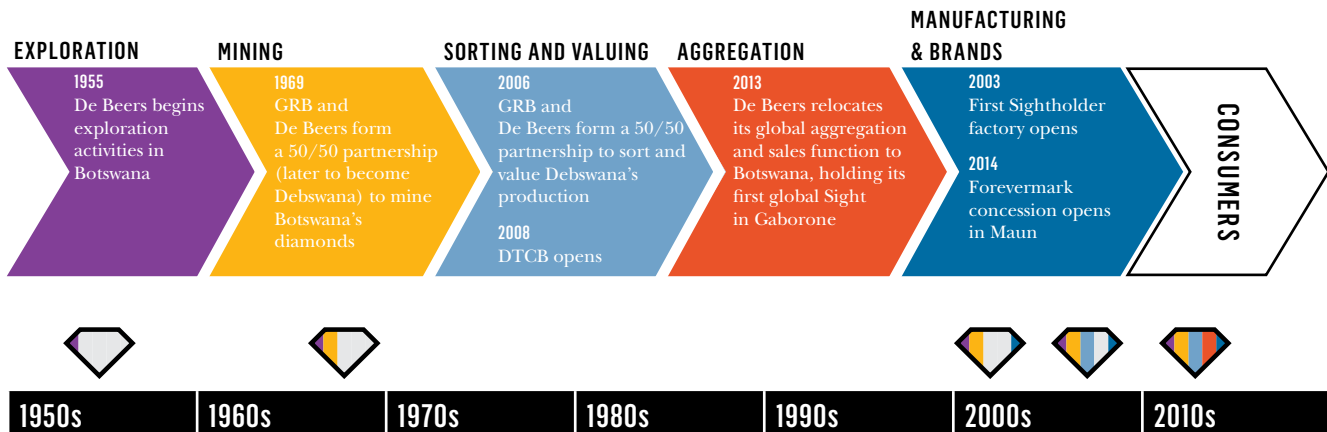 EXPLORATION
1955
De Beers begins
exploration
activities in
Botswana
MINING
1969
GRB and
De Beers form
a 50/50 partnership
(later to become
Debswana) to mine
Botswana’s
diamonds
SORTING AND VALUING
2006
GRB and
De Beers form a 50/50
partnership to sort and
value Debswana’s
production
2008
DTCB opens
AGGREGATION
2013
De Beers relocates
its global aggregation
and sales function to
Botswana, holding its
first global Sight
in Gaborone
MANUFACTURING
& BRANDS
2003
First Sightholder
factory opens
2014
Forevermark
concession opens
in Maun
CONSUMERS
1950s
1960s
1970s
1980s
1990s
2000s
2010s